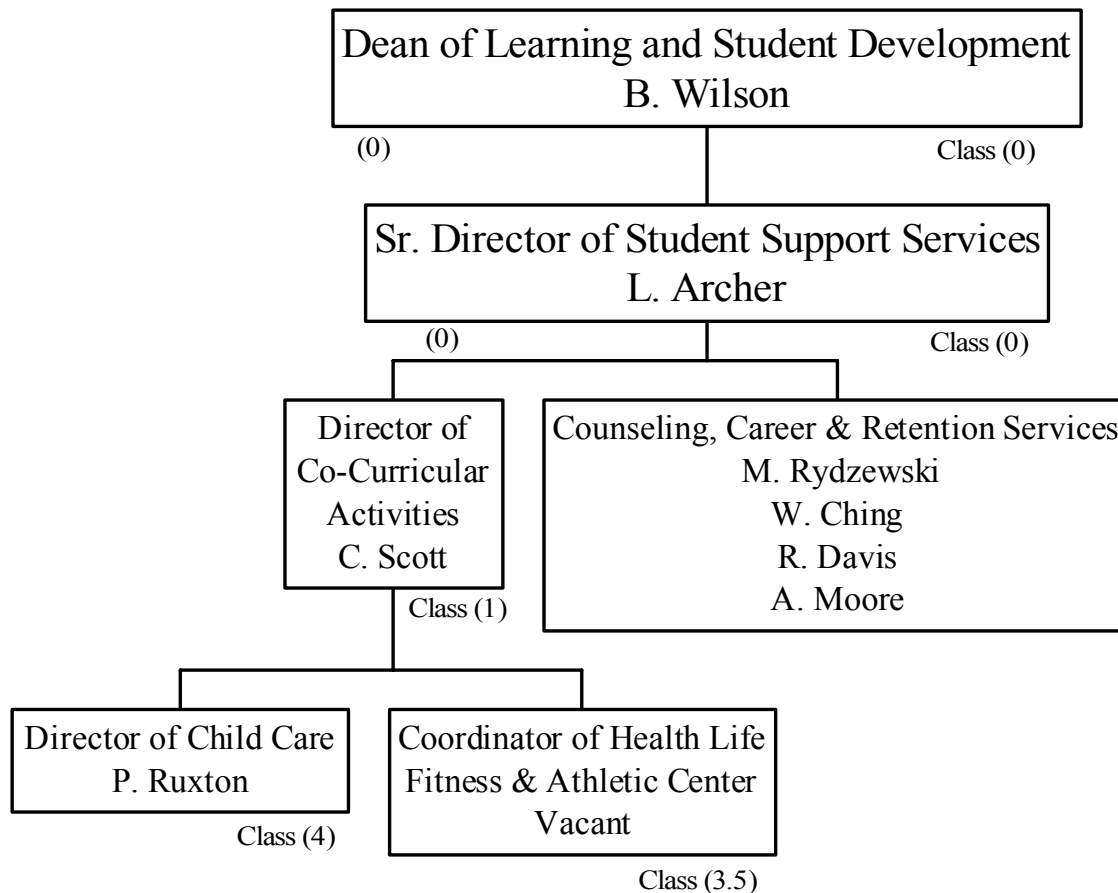 Dean of Learning and Student Development
B. Wilson
(0)
Class (0)
Sr. Director of Student Support Services
L. Archer
(0)
Class (0)
Director of
Co-Curricular
Activities
C. Scott
Class (1)
Counseling, Career & Retention Services
M. Rydzewski
W. Ching
R. Davis
A. Moore
Director of Child Care
P. Ruxton
Class (4)
Coordinator of Health Life
Fitness & Athletic Center
Vacant
Class (3.5)